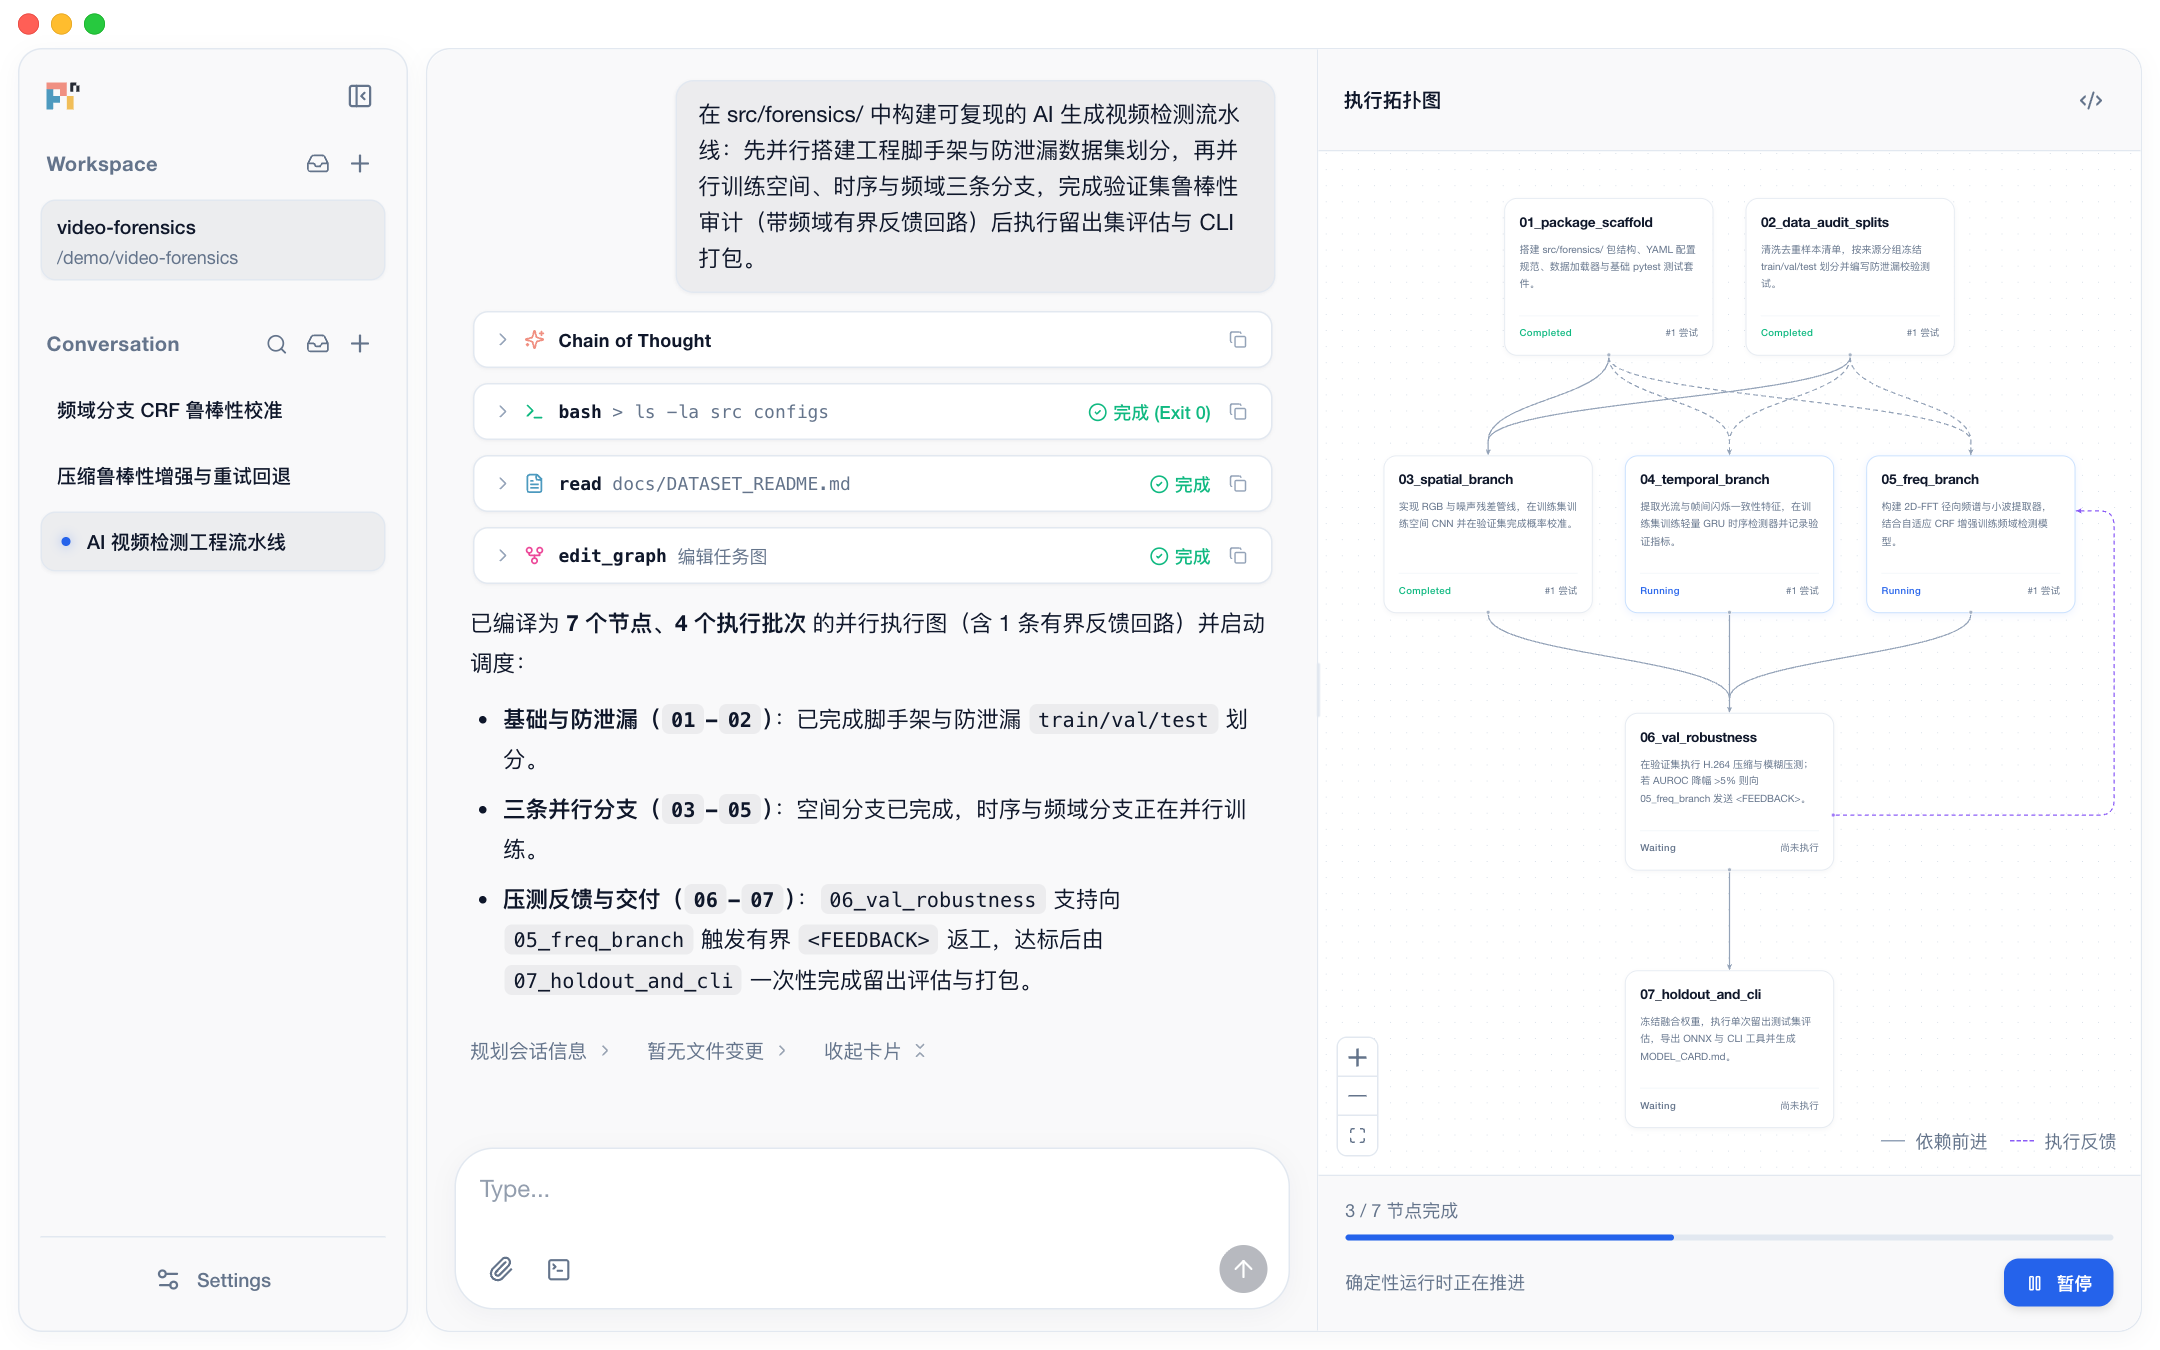 Workspace
video-forensics
/demo/video-forensics
Conversation
频域分支 CRF 鲁棒性校准
压缩鲁棒性增强与重试回退
AI 视频检测工程流水线
Settings
在 src/forensics/ 中构建可复现的 AI 生成视频检测流水
线：先并行搭建工程脚手架与防泄漏数据集划分，再并
行训练空间、时序与频域三条分支，完成验证集鲁棒性
审计（带频域有界反馈回路）后执行留出集评估与 CLI
打包。
Chain of Thought
bash > ls -la src configs 完成 (Exit 0)
read docs/DATASET_README.md 完成
edit_graph 编辑任务图 完成
已编译为 7 个节点、4 个执行批次 的并行执行图（含 1 条有界反馈回路）并启动
调度：
• 基础与防泄漏（01–02）：已完成脚手架与防泄漏 train/val/test 划
分。
• 三条并行分支（03–05）：空间分支已完成，时序与频域分支正在并行训
练。
• 压测反馈与交付（06–07）：06_val_robustness 支持向
05_freq_branch 触发有界 <FEEDBACK> 返工，达标后由
07_holdout_and_cli 一次性完成留出评估与打包。
规划会话信息 暂无文件变更 收起卡片
Type...
执行拓扑图
01_package_scaffold
搭建 src/forensics/ 包结构、YAML 配置
规范、数据加载器与基础 pytest 测试套
件。
Completed #1 尝试
02_data_audit_splits
清洗去重样本清单，按来源分组冻结
train/val/test 划分并编写防泄漏校验测
试。
Completed #1 尝试
03_spatial_branch
实现 RGB 与噪声残差管线，在训练集训
练空间 CNN 并在验证集完成概率校准。
Completed #1 尝试
04_temporal_branch
提取光流与帧间闪烁一致性特征，在训
练集训练轻量 GRU 时序检测器并记录验
证指标。
Running #1 尝试
05_freq_branch
构建 2D-FFT 径向频谱与小波提取器，
结合自适应 CRF 增强训练频域检测模
型。
Running #1 尝试
06_val_robustness
在验证集执行 H.264 压缩与模糊压测；
若 AUROC 降幅 >5% 则向
05_freq_branch 发送 <FEEDBACK>。
Waiting 尚未执行
07_holdout_and_cli
冻结融合权重，执行单次留出测试集评
估，导出 ONNX 与 CLI 工具并生成
MODEL_CARD.md。
Waiting 尚未执行
依赖前进 执行反馈
3 / 7 节点完成
确定性运行时正在推进
暂停